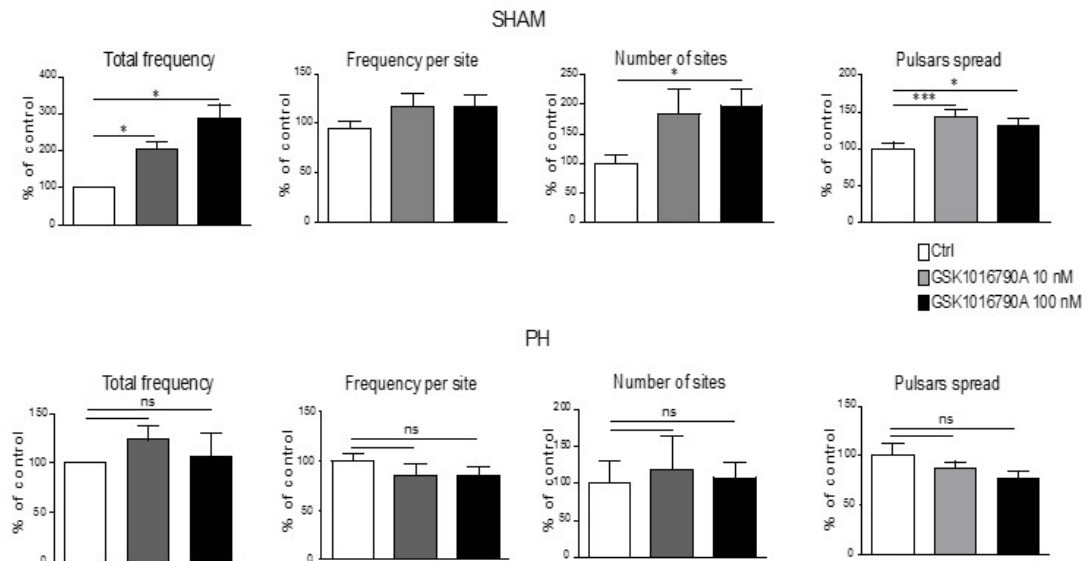 SHAM
Total frequency
% of control
400
300
200
100
0
*
*
Frequency per site
% of control
150
100
50
0
Number of sites
% of control
250
200
150
100
50
0
*
Pulsars spread
% of control
200
150
100
50
0
*
***
Ctrl
GSK1016790A 10 nM
GSK1016790A 100 nM
PH
Total frequency
% of control
150
100
50
0
ns
Frequency per site
% of control
150
100
50
0
ns
Number of sites
% of control
200
150
100
50
0
ns
Pulsars spread
% of control
150
100
50
0
ns